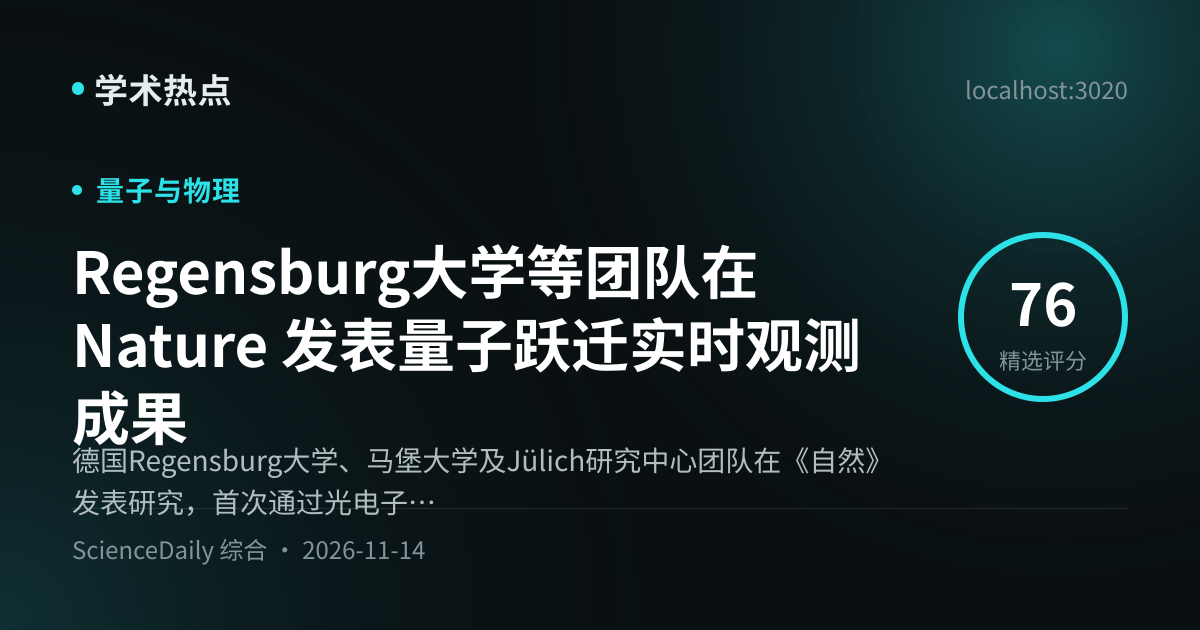 学术热点
localhost:3020
量子与物理
Regensburg大学等团队在
Nature 发表量子跃迁实时观测
成果
76
精选评分
德国Regensburg大学、马堡大学及Jülich研究中心团队在《自然》
发表研究，首次通过光电子…
ScienceDaily 综合 · 2026-11-14